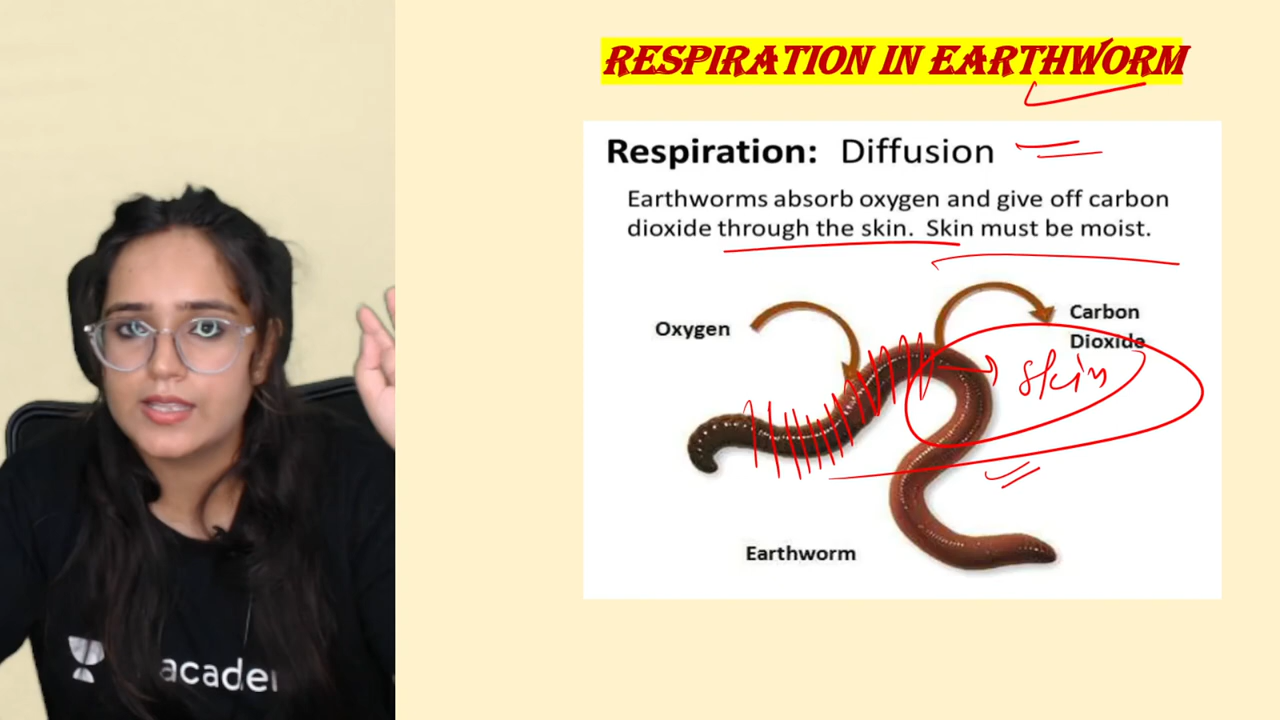 RESPIRATION IN EARTHWORM
Respiration: Diffusion
Earthworms absorb oxygen and give off carbon
dioxide through the skin. Skin must be moist.
Oxygen
Carbon
Dioxide
skin
Earthworm